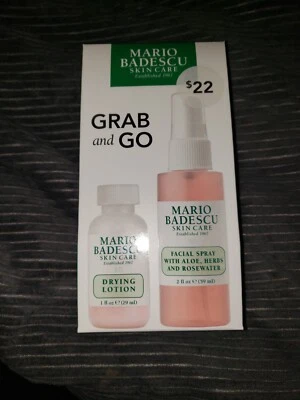 MARIO
BADESCU
SKIN CARE
Established 1967
$22
GRAB
and GO
MARIO
BADESCU
SKIN CARE
Established 1967
DRYING
LOTION
1 fl oz ℮ (29 ml)
MARIO
BADESCU
SKIN CARE
Established 1967
FACIAL SPRAY
WITH ALOE, HERBS
AND ROSEWATER
2 fl oz ℮ (59 ml)